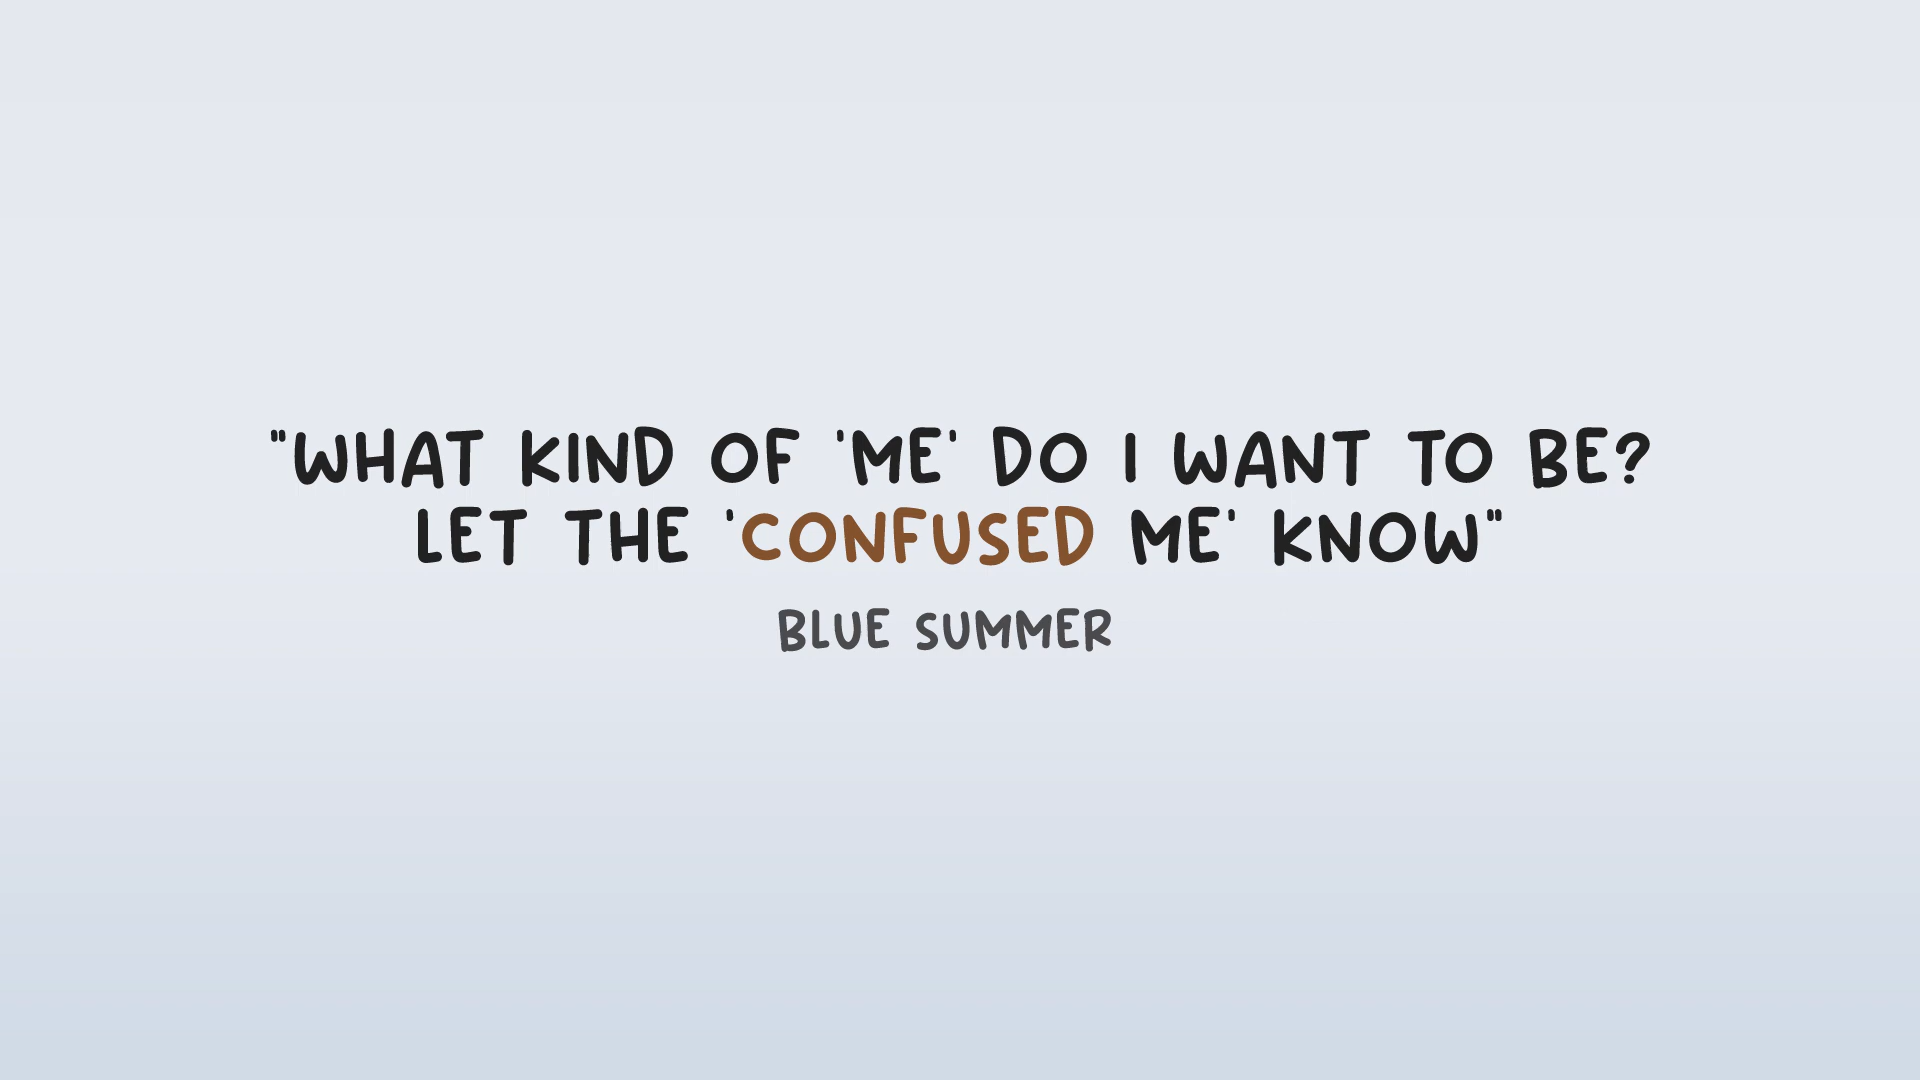 "WHAT KIND OF 'ME' DO I WANT TO BE?
LET THE 'CONFUSED ME' KNOW"
BLUE SUMMER